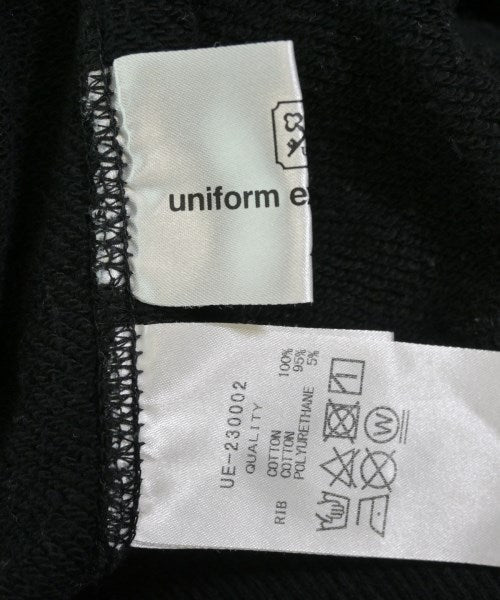 uniform e
UE-230002
QUALITY
COTTON 100%
RIB COTTON 95%
POLYURETHANE 5%
W